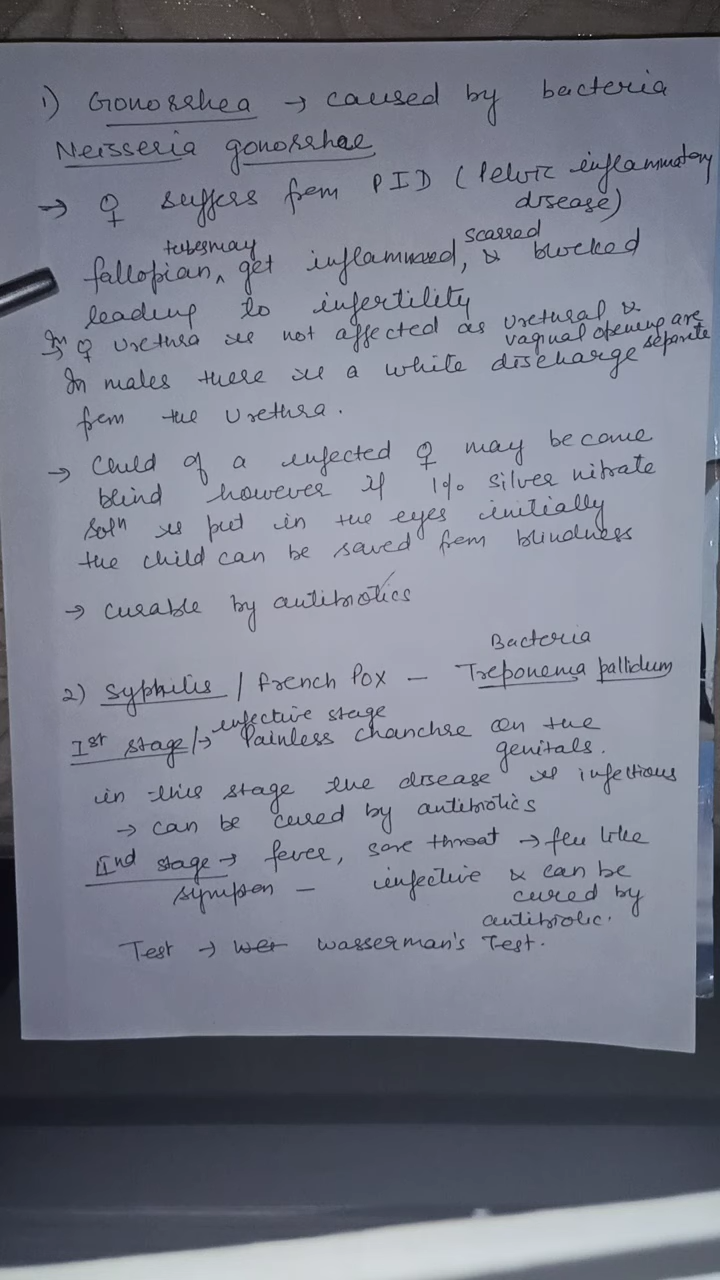 1) Gonorrhea → caused by bacteria
Neisseria gonorrhae
→ ♀ suffers from PID (Pelvic inflammatory disease)
fallopian tubes may get inflammed, scarred & blocked
leading to infertility
→ In ♀ urethra is not affected as uretural & vaginal opening are separate
In males there is a white discharge
from the urethra.
→ Child of a infected ♀ may become
blind however if 1% silver nitrate
solⁿ is put in the eyes initially
the child can be saved from blindness
→ curable by antibiotics
Bacteria
2) Syphilis / French Pox - Treponema pallidum
Ist stage / → infective stage Painless chanchre on the genitals.
in this stage the disease is infectious
→ can be cured by antibiotics
IInd stage → fever, sore throat → flu like
sympton - infective & can be
cured by
antibiotic.
Test → wasserman's Test.